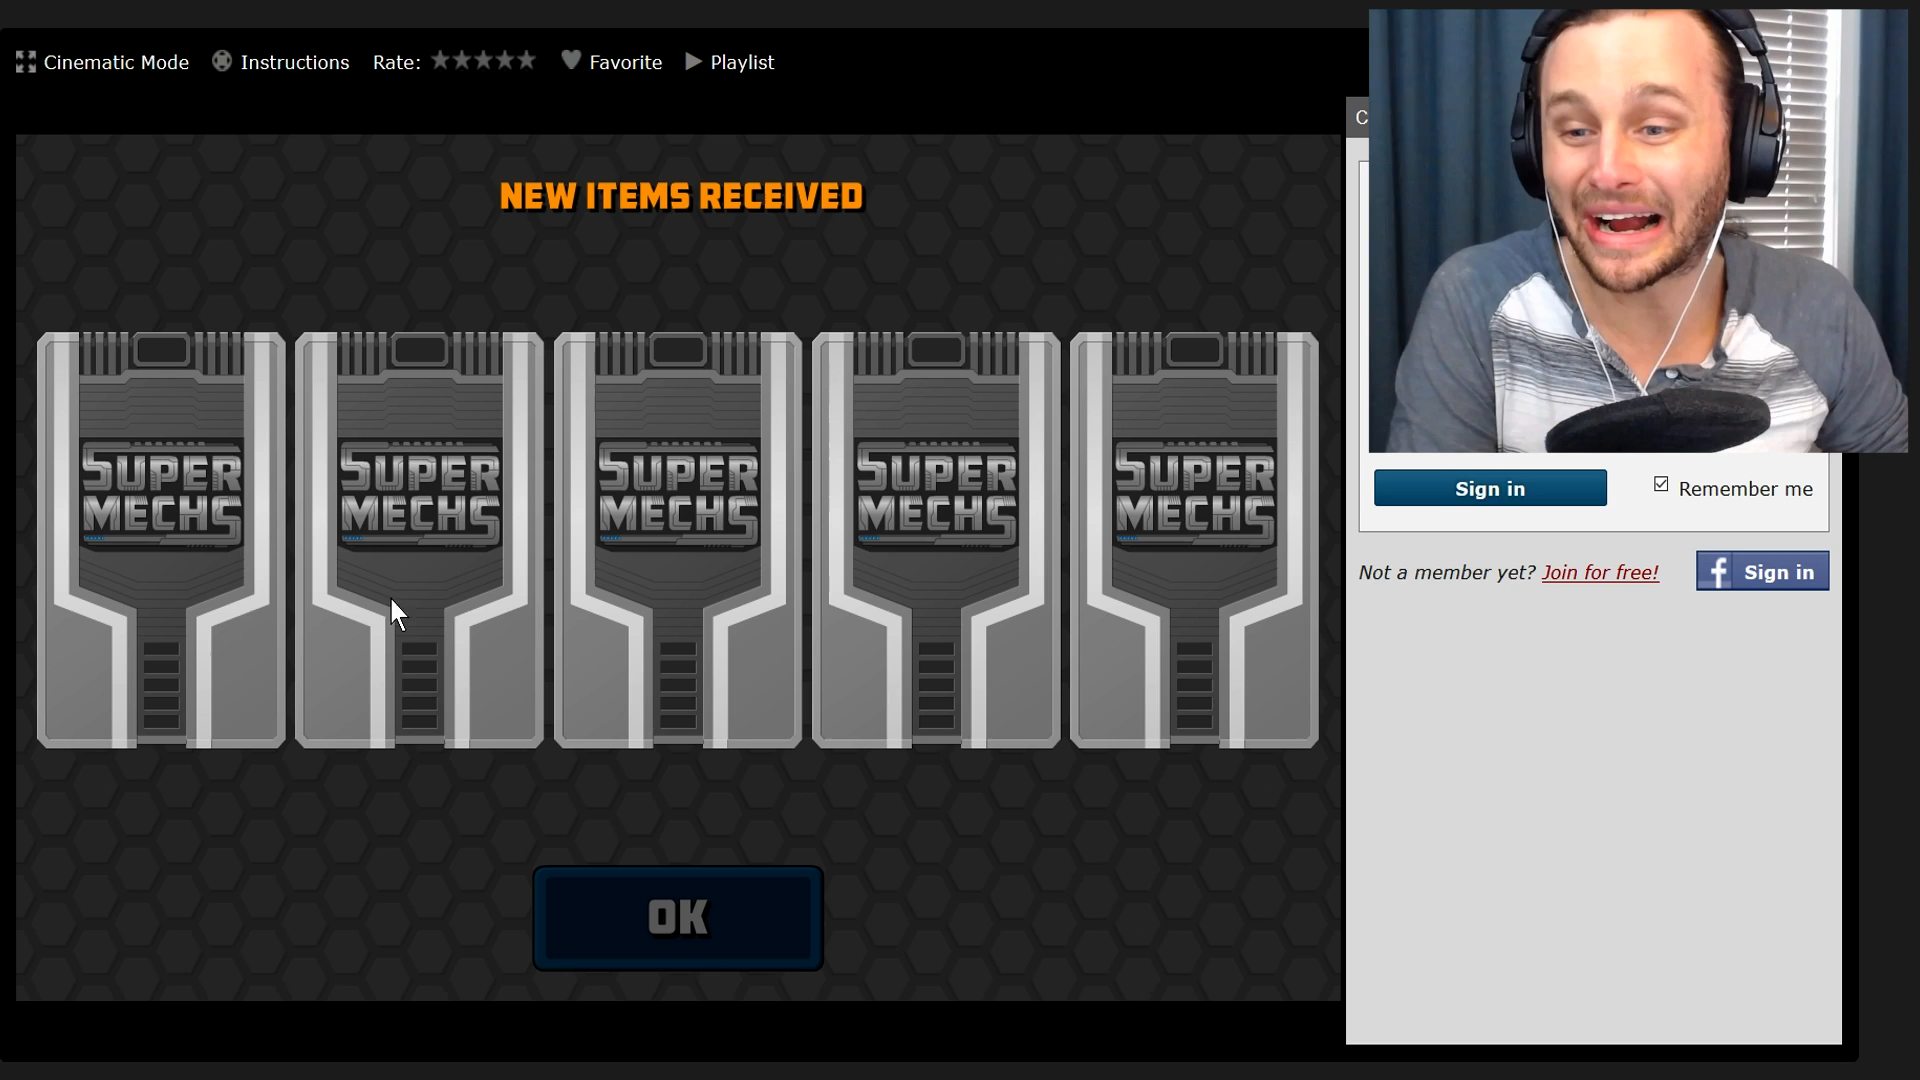 Cinematic Mode Instructions Rate: Favorite Playlist
C
NEW ITEMS RECEIVED
SUPER MECHS
SUPER MECHS
SUPER MECHS
SUPER MECHS
SUPER MECHS
Sign in Remember me
Not a member yet? Join for free! f Sign in
OK